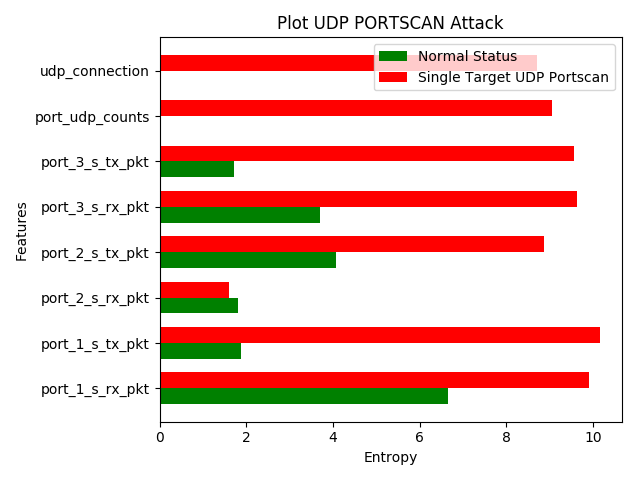 Plot UDP PORTSCAN Attack
Normal Status
Single Target UDP Portscan
Features
udp_connection
port_udp_counts
port_3_s_tx_pkt
port_3_s_rx_pkt
port_2_s_tx_pkt
port_2_s_rx_pkt
port_1_s_tx_pkt
port_1_s_rx_pkt
0 2 4 6 8 10
Entropy